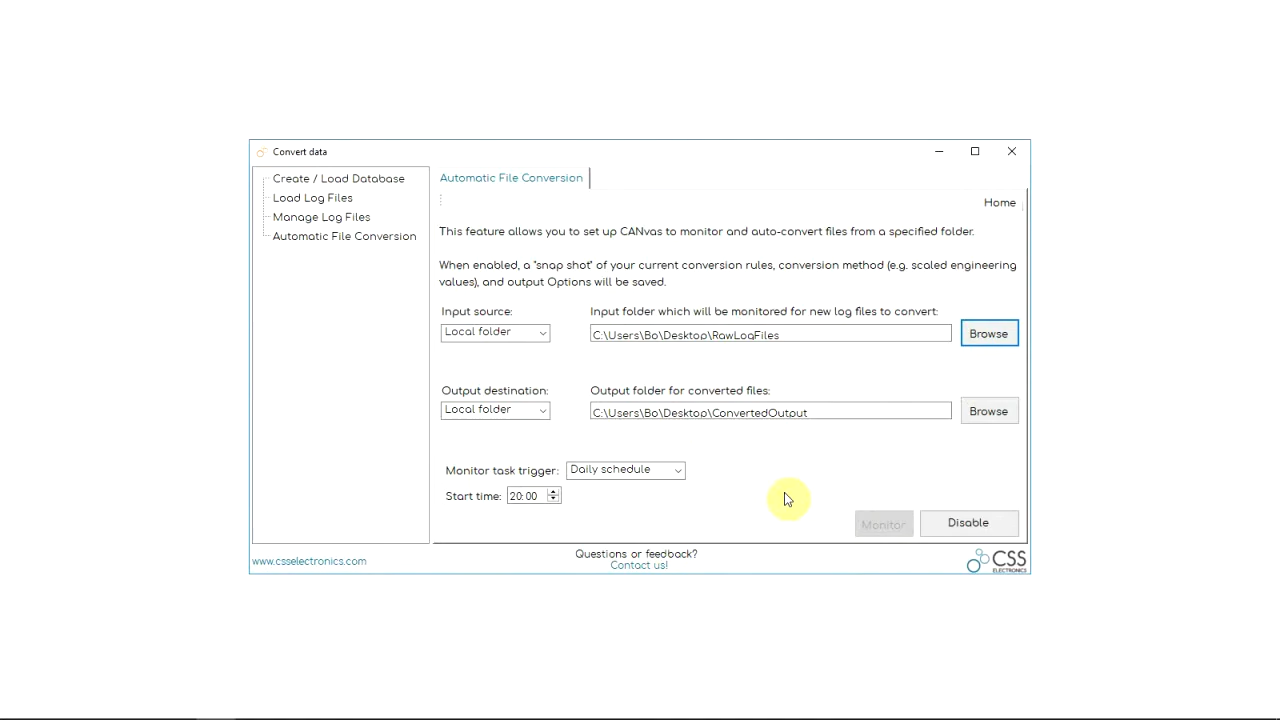 Convert data
Create / Load Database
Load Log Files
Manage Log Files
Automatic File Conversion
Automatic File Conversion
Home
This feature allows you to set up CANvas to monitor and auto-convert files from a specified folder.
When enabled, a "snap shot" of your current conversion rules, conversion method (e.g. scaled engineering
values), and output Options will be saved.
Input source:
Input folder which will be monitored for new log files to convert:
Local folder
C:\Users\Bo\Desktop\RawLogFiles
Browse
Output destination:
Output folder for converted files:
Local folder
C:\Users\Bo\Desktop\ConvertedOutput
Browse
Monitor task trigger:
Daily schedule
Start time:
20:00
Monitor
Disable
www.csselectronics.com
Questions or feedback?
Contact us!
CSS
ELECTRONICS